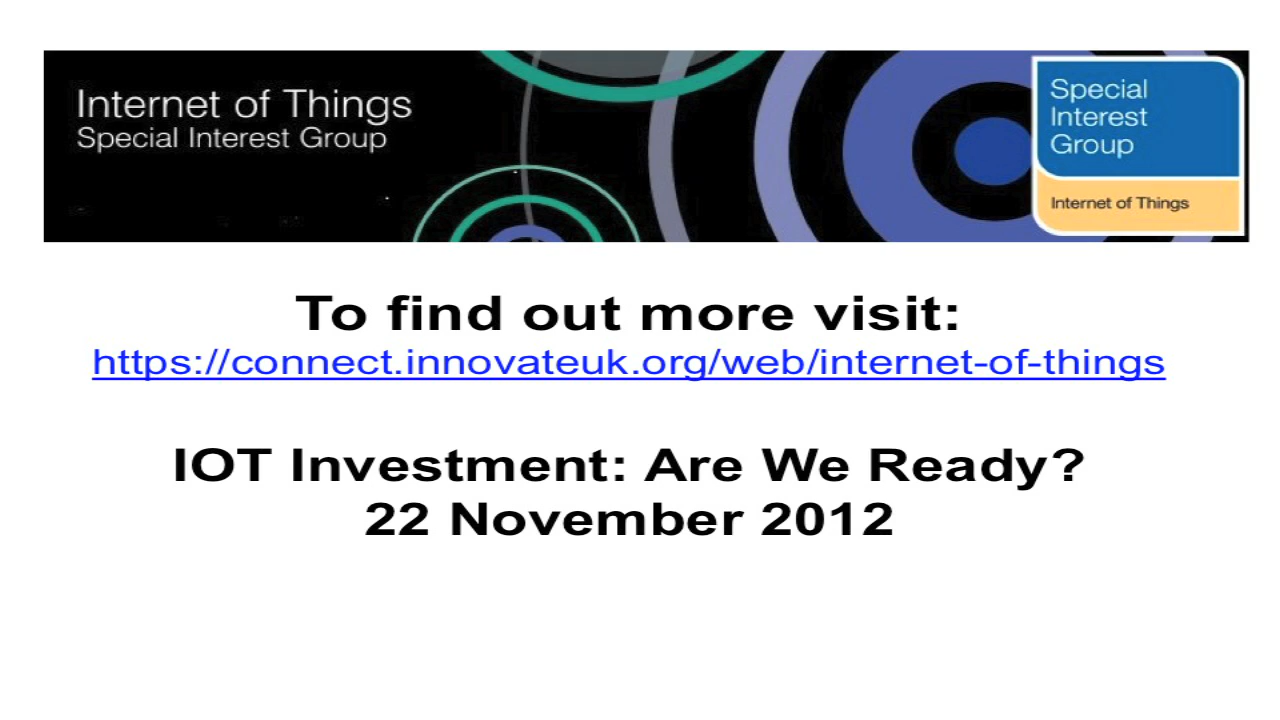 Internet of Things
Special Interest Group
Special
Interest
Group
Internet of Things
To find out more visit:
https://connect.innovateuk.org/web/internet-of-things
IOT Investment: Are We Ready?
22 November 2012